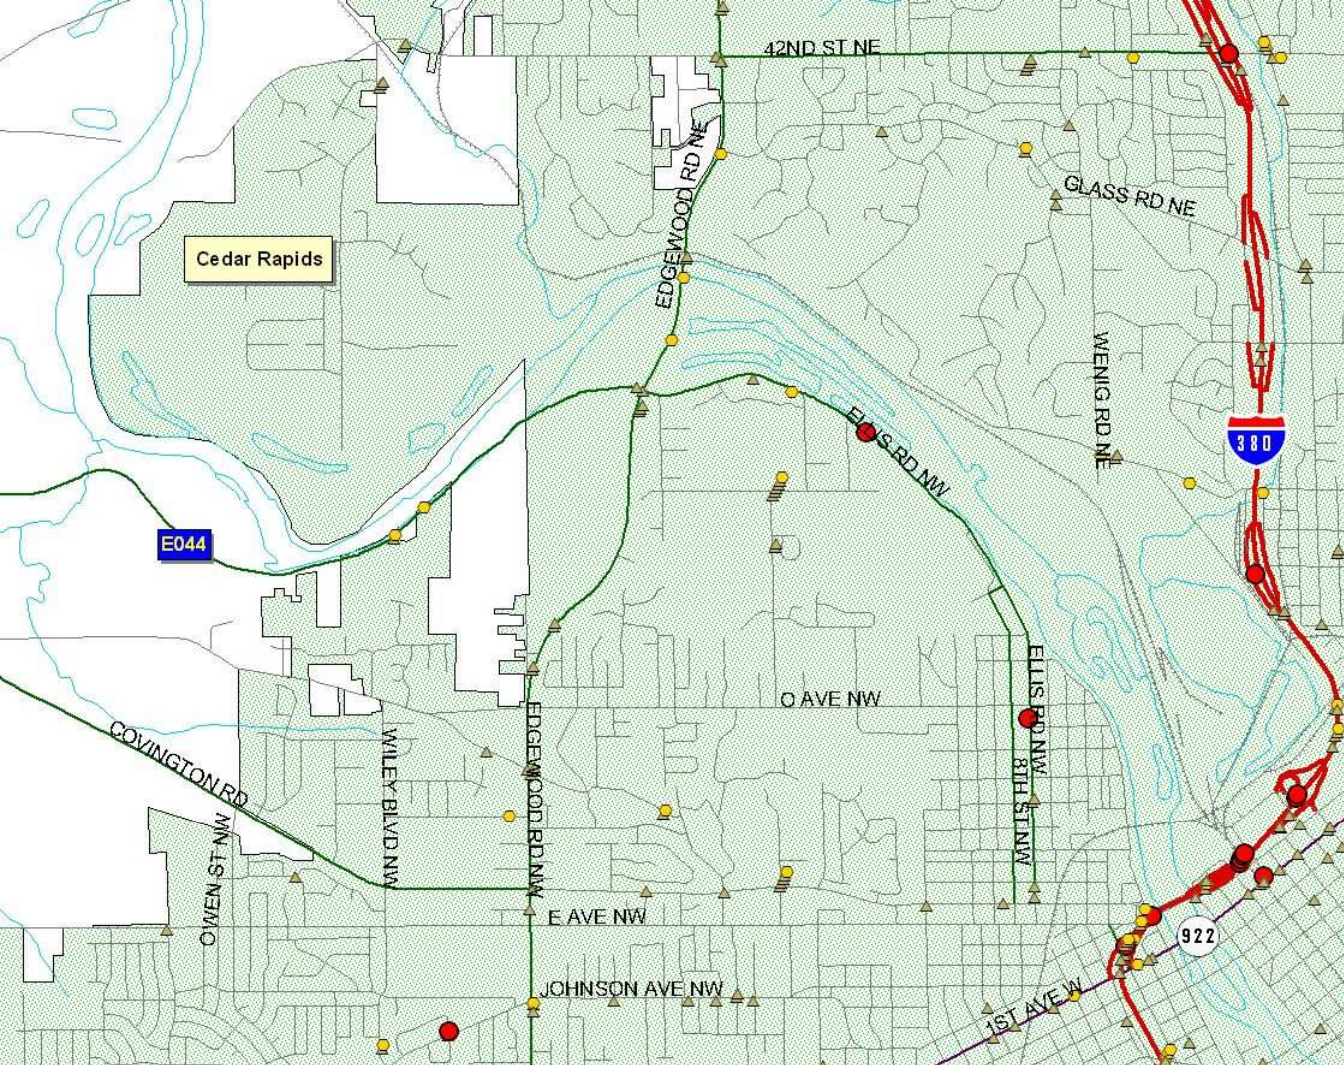 42ND ST NE
EDGEWOOD RD NE
GLASS RD NE
Cedar Rapids
WENIG RD NE
ELLIS RD NW
380
E044
O AVE NW
ELLIS RD NW
COVINGTON RD
WILEY BLVD NW
EDGEWOOD RD NW
8TH ST NW
OWEN ST NW
E AVE NW
922
JOHNSON AVE NW
1ST AVE W